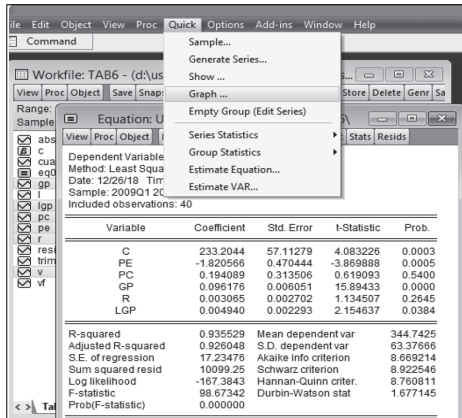 ile Edit Object View Proc Quick Options Add-ins Window Help
Command
Sample...
Generate Series...
Show ...
Graph ...
Empty Group (Edit Series)
Series Statistics
Group Statistics
Estimate Equation...
Estimate VAR...
Workfile: TAB6 - (d:\us
View Proc Object Save Snap
Store Delete Genr Sa
Range:
Sample
abs
c
cua
eq0
gp
l
lgp
pc
pe
r
resi
trim
v
vf
Equation: U
View Proc Object
Stats Resids
Dependent Variable
Method: Least Squa
Date: 12/26/18 Tim
Sample: 2009Q1 20
Included observations: 40
Variable Coefficient Std. Error t-Statistic Prob.
C 233.2044 57.11279 4.083226 0.0003
PE -1.820566 0.470444 -3.869888 0.0005
PC 0.194089 0.313506 0.619093 0.5400
GP 0.096176 0.006051 15.89433 0.0000
R 0.003065 0.002702 1.134507 0.2645
LGP 0.004940 0.002293 2.154637 0.0384
R-squared 0.935529 Mean dependent var 344.7425
Adjusted R-squared 0.926048 S.D. dependent var 63.37666
S.E. of regression 17.23476 Akaike info criterion 8.669214
Sum squared resid 10099.25 Schwarz criterion 8.922546
Log likelihood -167.3843 Hannan-Quinn criter. 8.760811
F-statistic 98.67342 Durbin-Watson stat 1.677145
Prob(F-statistic) 0.000000
< > Tal